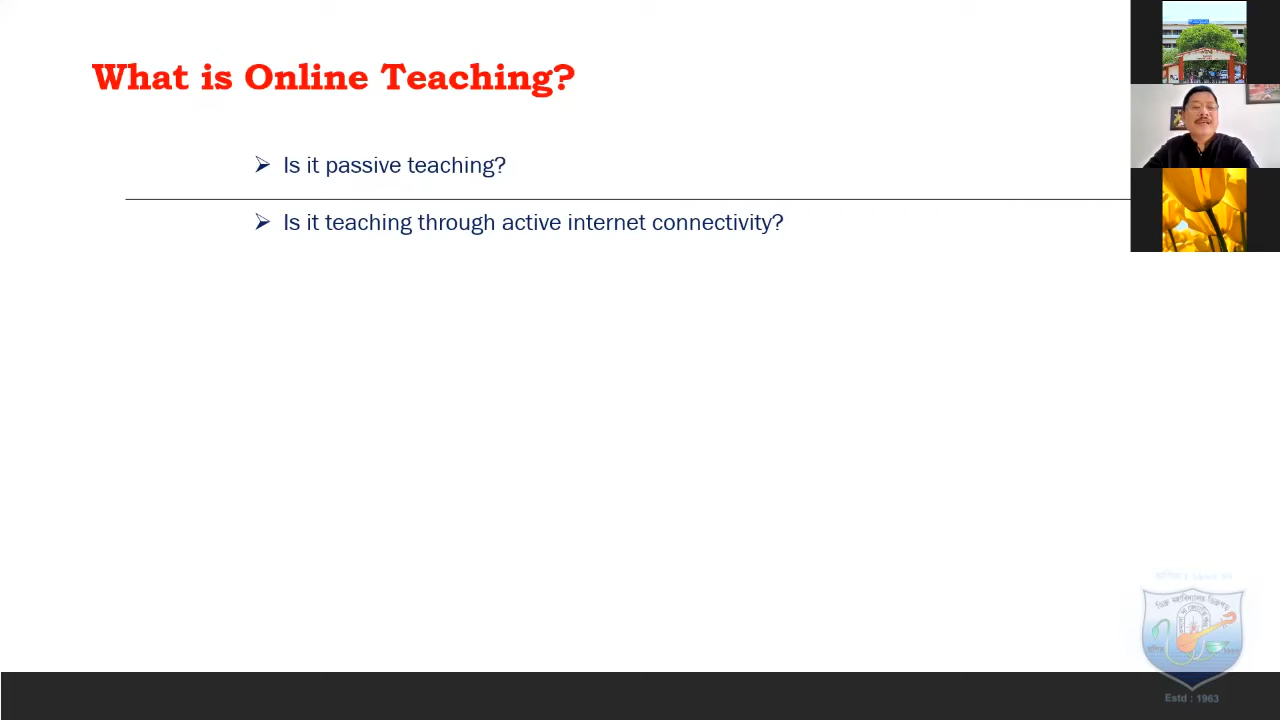 What is Online Teaching?
➢ Is it passive teaching?
➢ Is it teaching through active internet connectivity?
Estd : 1963